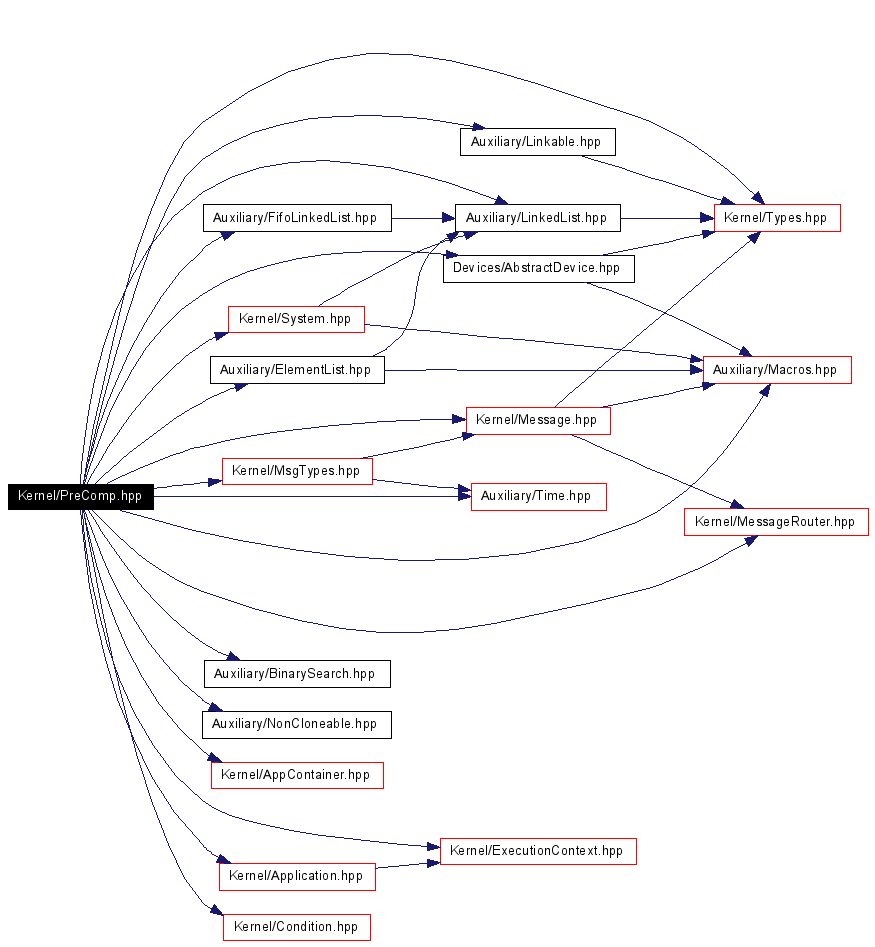 Auxiliary/Linkable.hpp
Auxiliary/FifoLinkedList.hpp
Auxiliary/LinkedList.hpp
Kernel/Types.hpp
Devices/AbstractDevice.hpp
Kernel/System.hpp
Auxiliary/ElementList.hpp
Auxiliary/Macros.hpp
Kernel/Message.hpp
Kernel/MsgTypes.hpp
Kernel/PreComp.hpp
Auxiliary/Time.hpp
Kernel/MessageRouter.hpp
Auxiliary/BinarySearch.hpp
Auxiliary/NonCloneable.hpp
Kernel/AppContainer.hpp
Kernel/ExecutionContext.hpp
Kernel/Application.hpp
Kernel/Condition.hpp